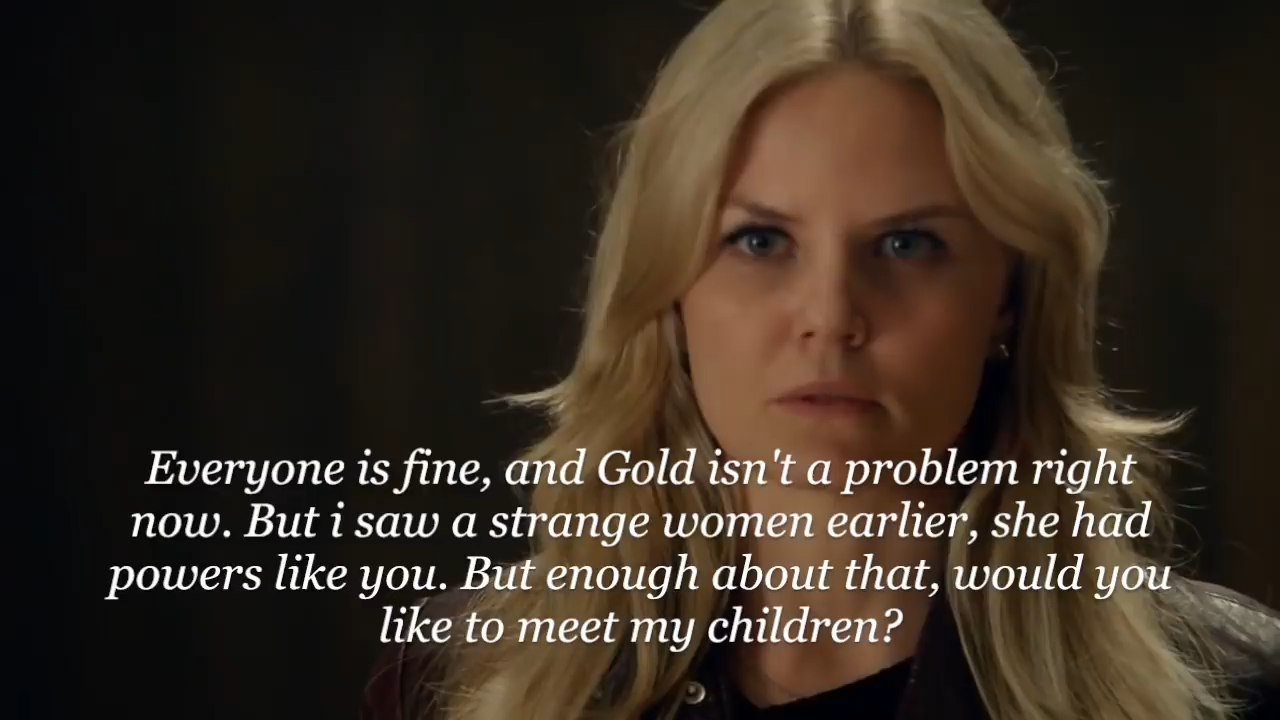 Everyone is fine, and Gold isn't a problem right
now. But i saw a strange women earlier, she had
powers like you. But enough about that, would you
like to meet my children?